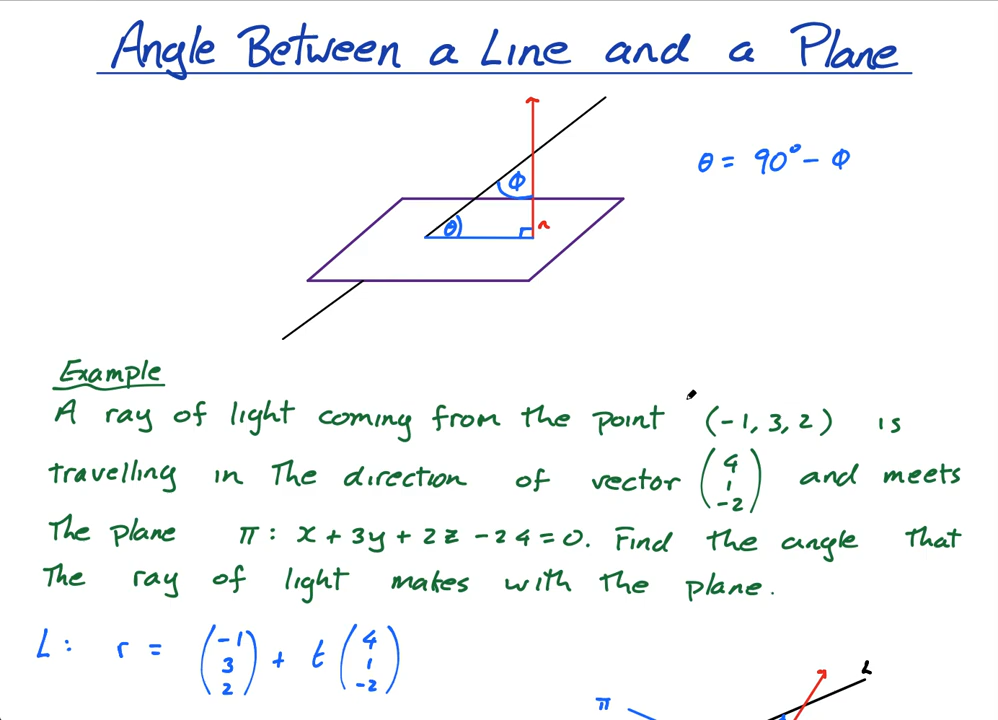 Angle Between a Line and a Plane
θ = 90° - Φ
Φ
θ
n
Example
A ray of light coming from the point (-1, 3, 2) is
travelling in The direction of vector (4 1 -2) and meets
The plane π: x + 3y + 2z - 24 = 0. Find the angle that
The ray of light makes with the plane.
L: r = (-1 3 2) + t (4 1 -2)
L
π